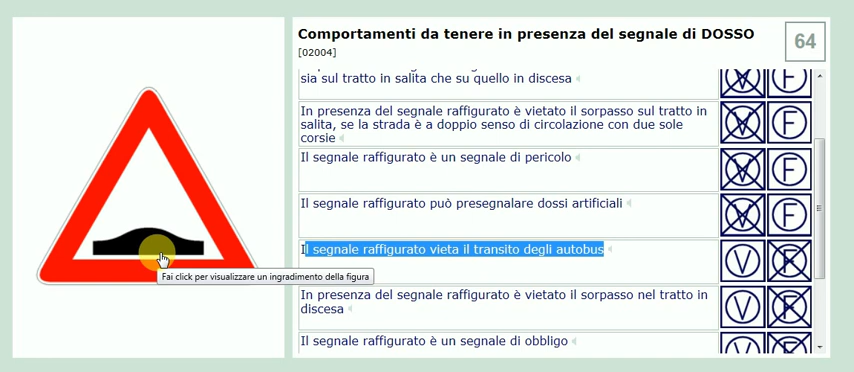 Comportamenti da tenere in presenza del segnale di DOSSO
64
[02004]
sia sul tratto in salita che su quello in discesa
V F
In presenza del segnale raffigurato è vietato il sorpasso sul tratto in
salita, se la strada è a doppio senso di circolazione con due sole
corsie
V F
Il segnale raffigurato è un segnale di pericolo
V F
Il segnale raffigurato può presegnalare dossi artificiali
V F
Il segnale raffigurato vieta il transito degli autobus
V F
Fai click per visualizzare un ingradimento della figura
In presenza del segnale raffigurato è vietato il sorpasso nel tratto in
discesa
V F
Il segnale raffigurato è un segnale di obbligo
V F